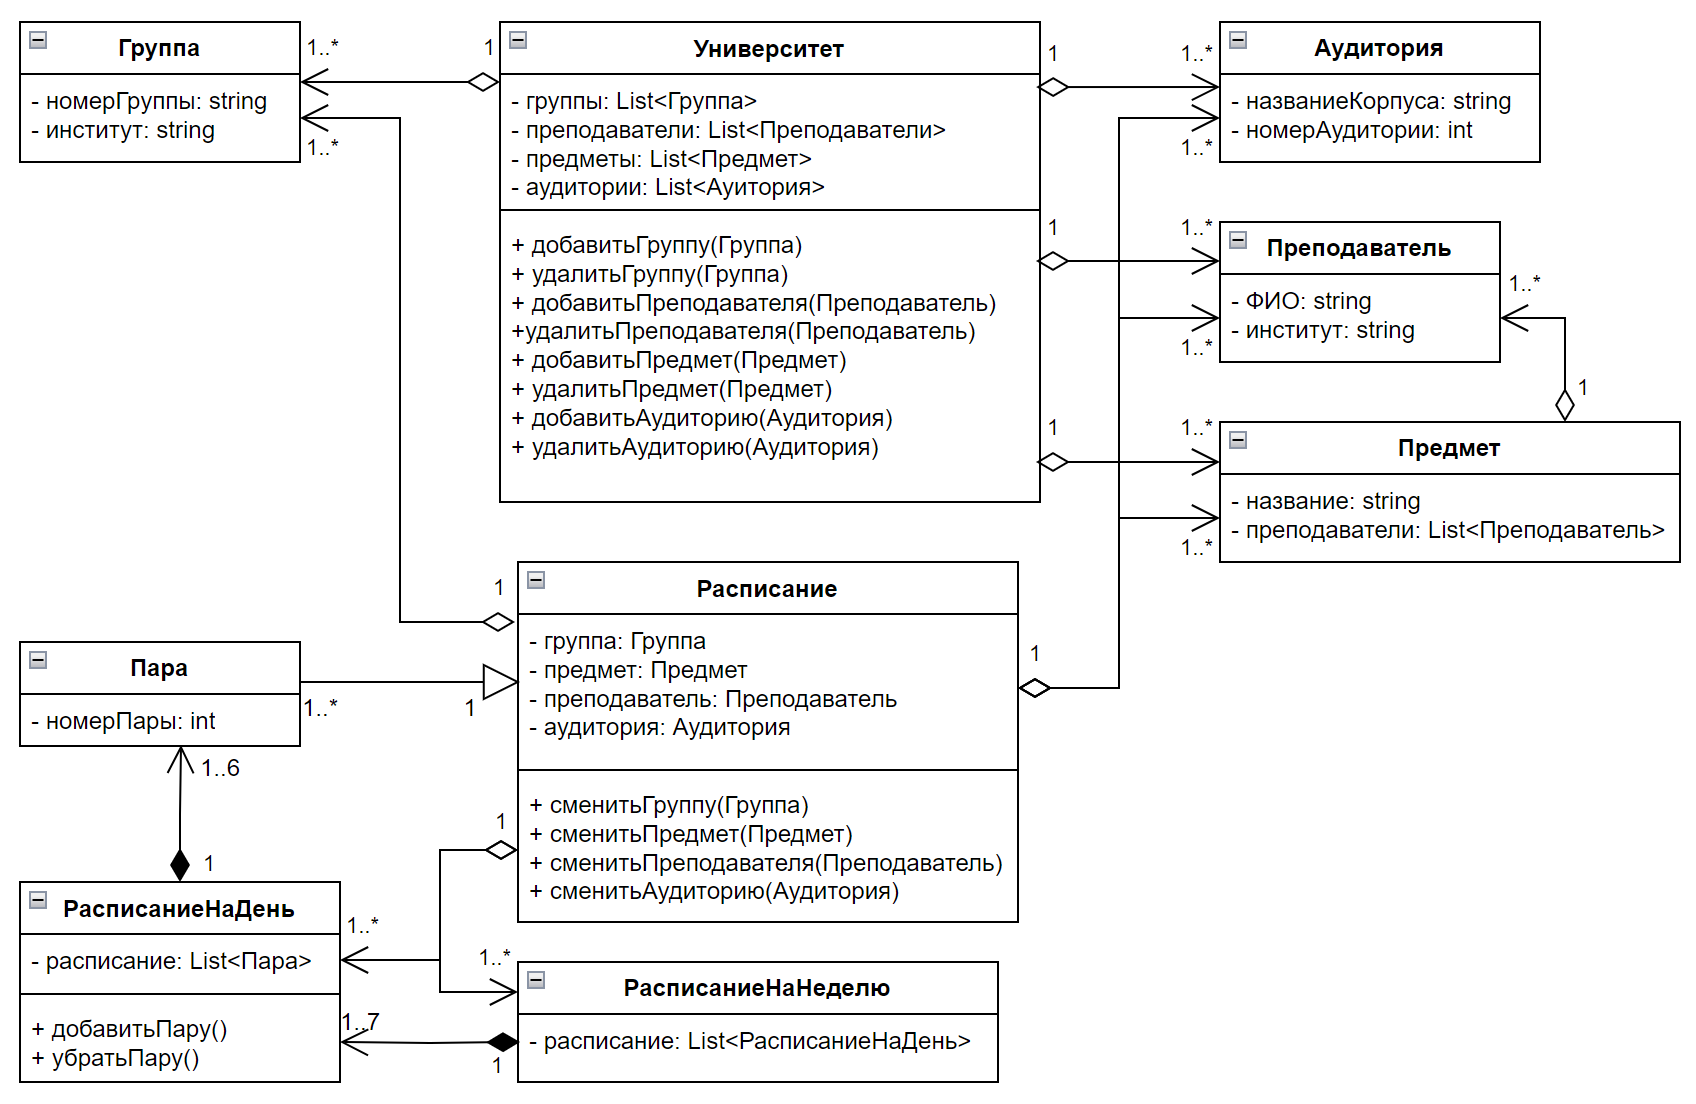 Группа
- номерГруппы: string
- институт: string
1..*
1
1..*
Университет
- группы: List<Группа>
- преподаватели: List<Преподаватели>
- предметы: List<Предмет>
- аудитории: List<Ауитория>
+ добавитьГруппу(Группа)
+ удалитьГруппу(Группа)
+ добавитьПреподавателя(Преподаватель)
+удалитьПреподавателя(Преподаватель)
+ добавитьПредмет(Предмет)
+ удалитьПредмет(Предмет)
+ добавитьАудиторию(Аудитория)
+ удалитьАудиторию(Аудитория)
1
1..*
Аудитория
- названиеКорпуса: string
- номерАудитории: int
1..*
1
1..*
Преподаватель
- ФИО: string
- институт: string
1..*
1..*
1
1
1..*
Предмет
- название: string
- преподаватели: List<Преподаватель>
1..*
1
Расписание
- группа: Группа
- предмет: Предмет
- преподаватель: Преподаватель
- аудитория: Аудитория
+ сменитьГруппу(Группа)
+ сменитьПредмет(Предмет)
+ сменитьПреподавателя(Преподаватель)
+ сменитьАудиторию(Аудитория)
1
Пара
- номерПары: int
1..*
1
1..6
1
1
РасписаниеНаДень
- расписание: List<Пара>
+ добавитьПару()
+ убратьПару()
1..*
1..*
РасписаниеНаНеделю
- расписание: List<РасписаниеНаДень>
1..7
1